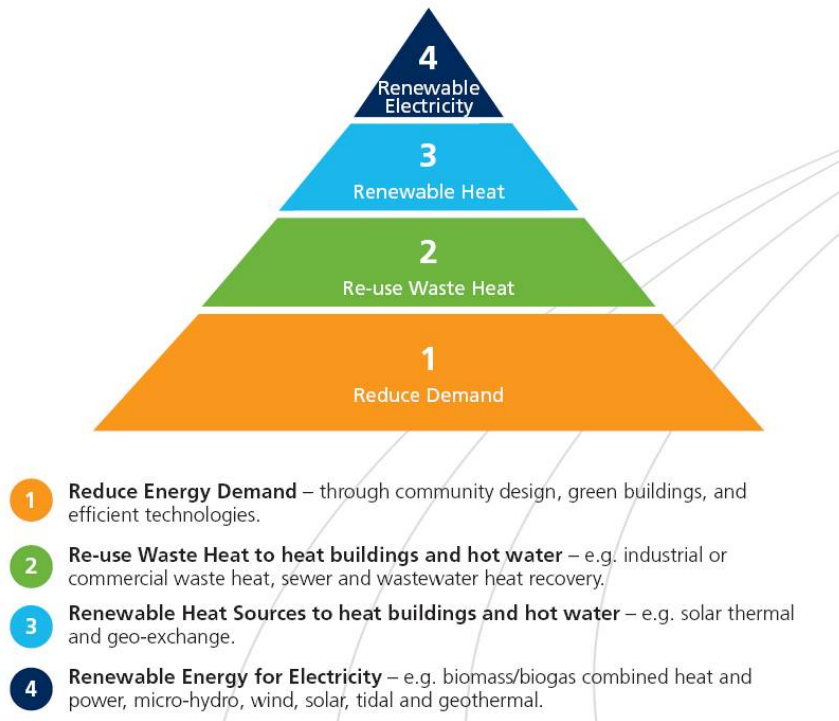 4
Renewable
Electricity
3
Renewable Heat
2
Re-use Waste Heat
1
Reduce Demand
1 Reduce Energy Demand – through community design, green buildings, and
efficient technologies.
2 Re-use Waste Heat to heat buildings and hot water – e.g. industrial or
commercial waste heat, sewer and wastewater heat recovery.
3 Renewable Heat Sources to heat buildings and hot water – e.g. solar thermal
and geo-exchange.
4 Renewable Energy for Electricity – e.g. biomass/biogas combined heat and
power, micro-hydro, wind, solar, tidal and geothermal.